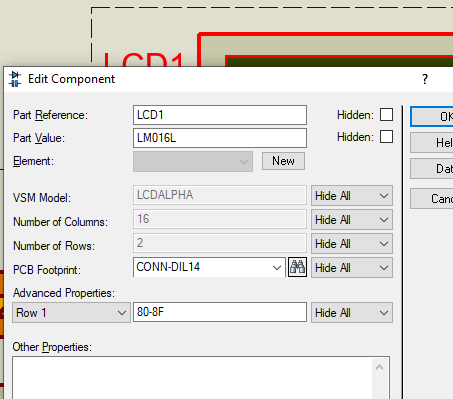 LCD1
Edit Component
?
Part Reference: LCD1 Hidden:
Part Value: LM016L Hidden:
Element: New
VSM Model: LCDALPHA Hide All
Number of Columns: 16 Hide All
Number of Rows: 2 Hide All
PCB Footprint: CONN-DIL14 Hide All
Advanced Properties:
Row 1 80-8F Hide All
Other Properties:
OK
Hel
Dat
Canc